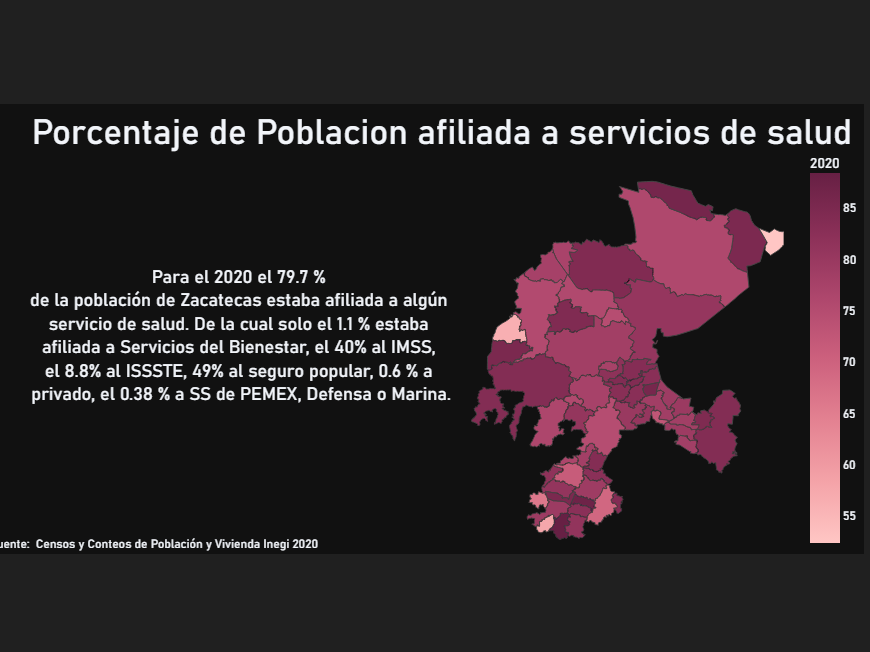 Porcentaje de Poblacion afiliada a servicios de salud
2020
85
80
75
70
65
60
55
Para el 2020 el 79.7 %
de la población de Zacatecas estaba afiliada a algún
servicio de salud. De la cual solo el 1.1 % estaba
afiliada a Servicios del Bienestar, el 40% al IMSS,
el 8.8% al ISSSTE, 49% al seguro popular, 0.6 % a
privado, el 0.38 % a SS de PEMEX, Defensa o Marina.
uente: Censos y Conteos de Población y Vivienda Inegi 2020